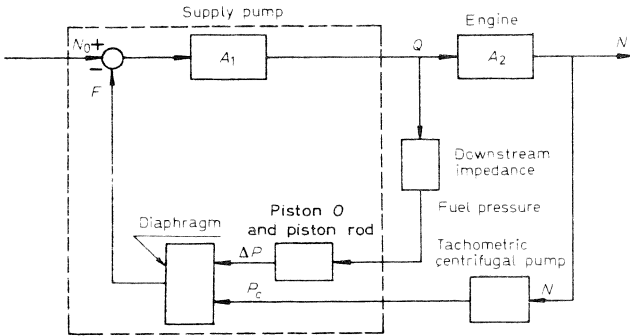 Supply pump
Engine
N₀ +
−
A₁
Q
A₂
N
F
Downstream
impedance
Fuel pressure
Diaphragm
Piston O
and piston rod
ΔP
Tachometric
centrifugal pump
P_c
N